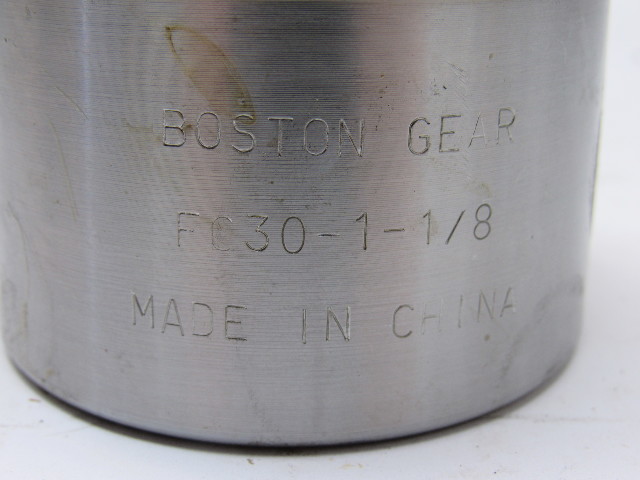 BOSTON GEAR
FC30-1-1/8
MADE IN CHINA